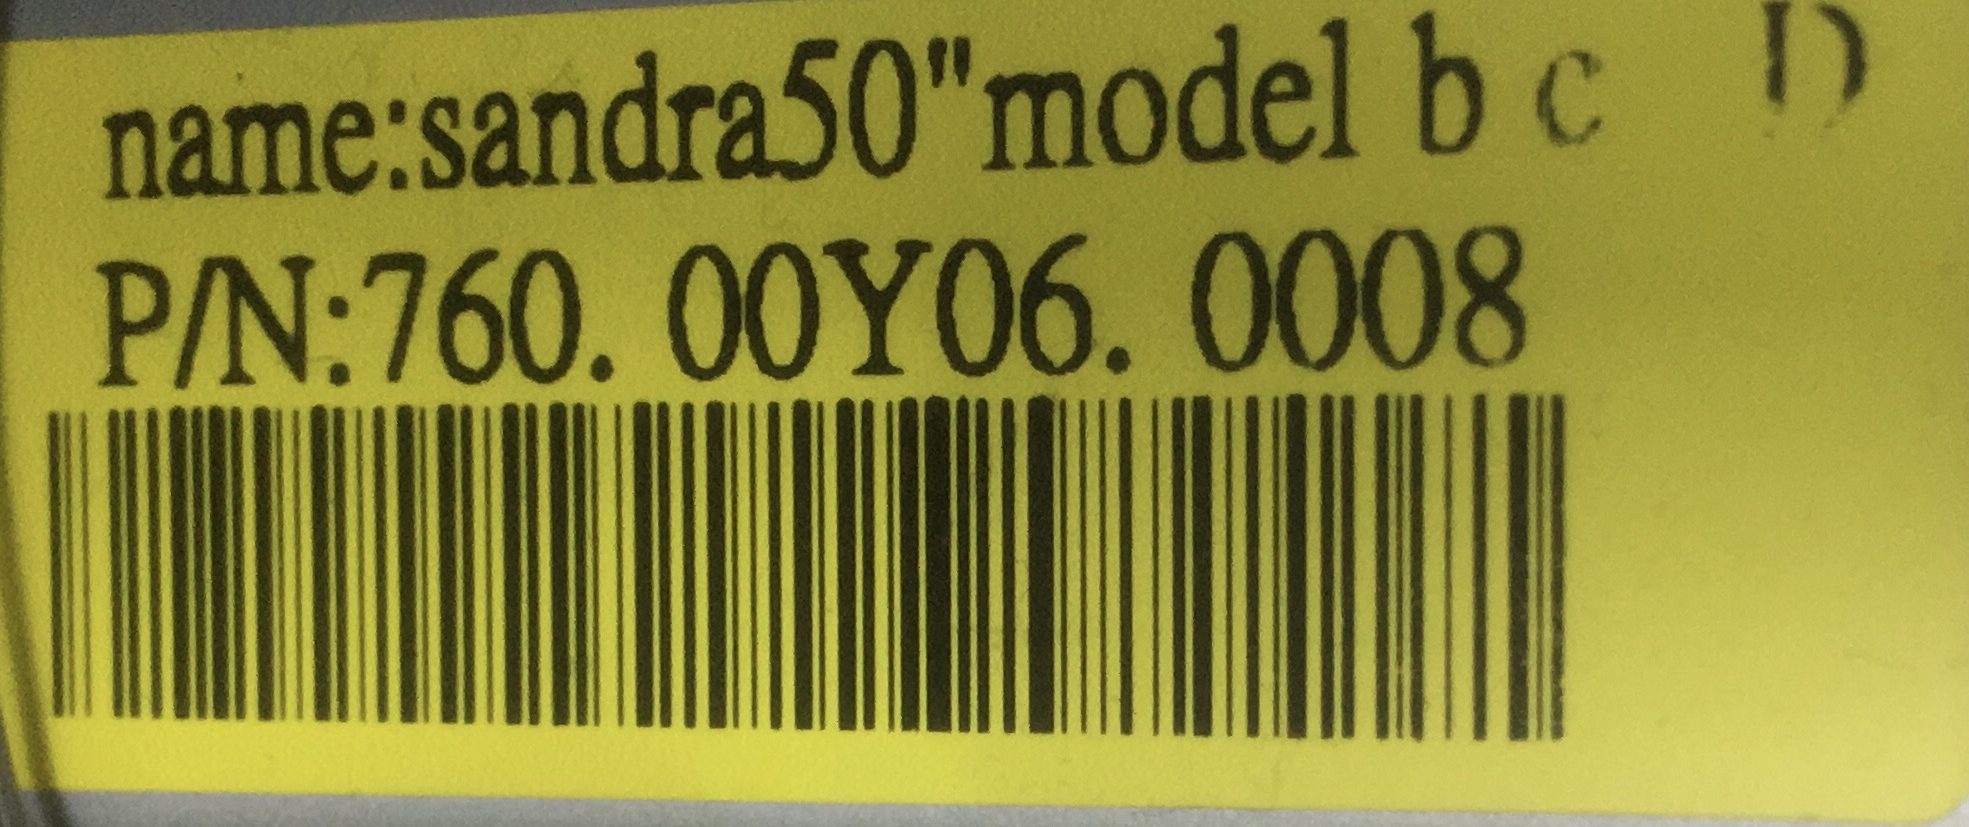 name:sandra50"model b c
P/N:760. 00Y06. 0008